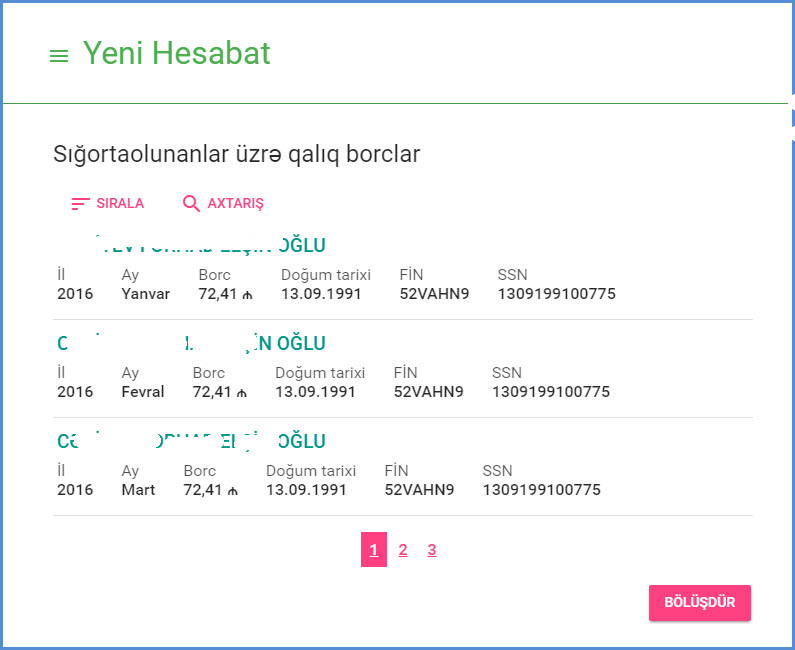 Yeni Hesabat
Sığortaolunanlar üzrə qalıq borclar
SIRALA AXTARIŞ
OĞLU
İl Ay Borc Doğum tarixi FİN SSN
2016 Yanvar 72,41 ₼ 13.09.1991 52VAHN9 1309199100775
OĞLU
İl Ay Borc Doğum tarixi FİN SSN
2016 Fevral 72,41 ₼ 13.09.1991 52VAHN9 1309199100775
OĞLU
İl Ay Borc Doğum tarixi FİN SSN
2016 Mart 72,41 ₼ 13.09.1991 52VAHN9 1309199100775
1 2 3
BÖLÜŞDÜR